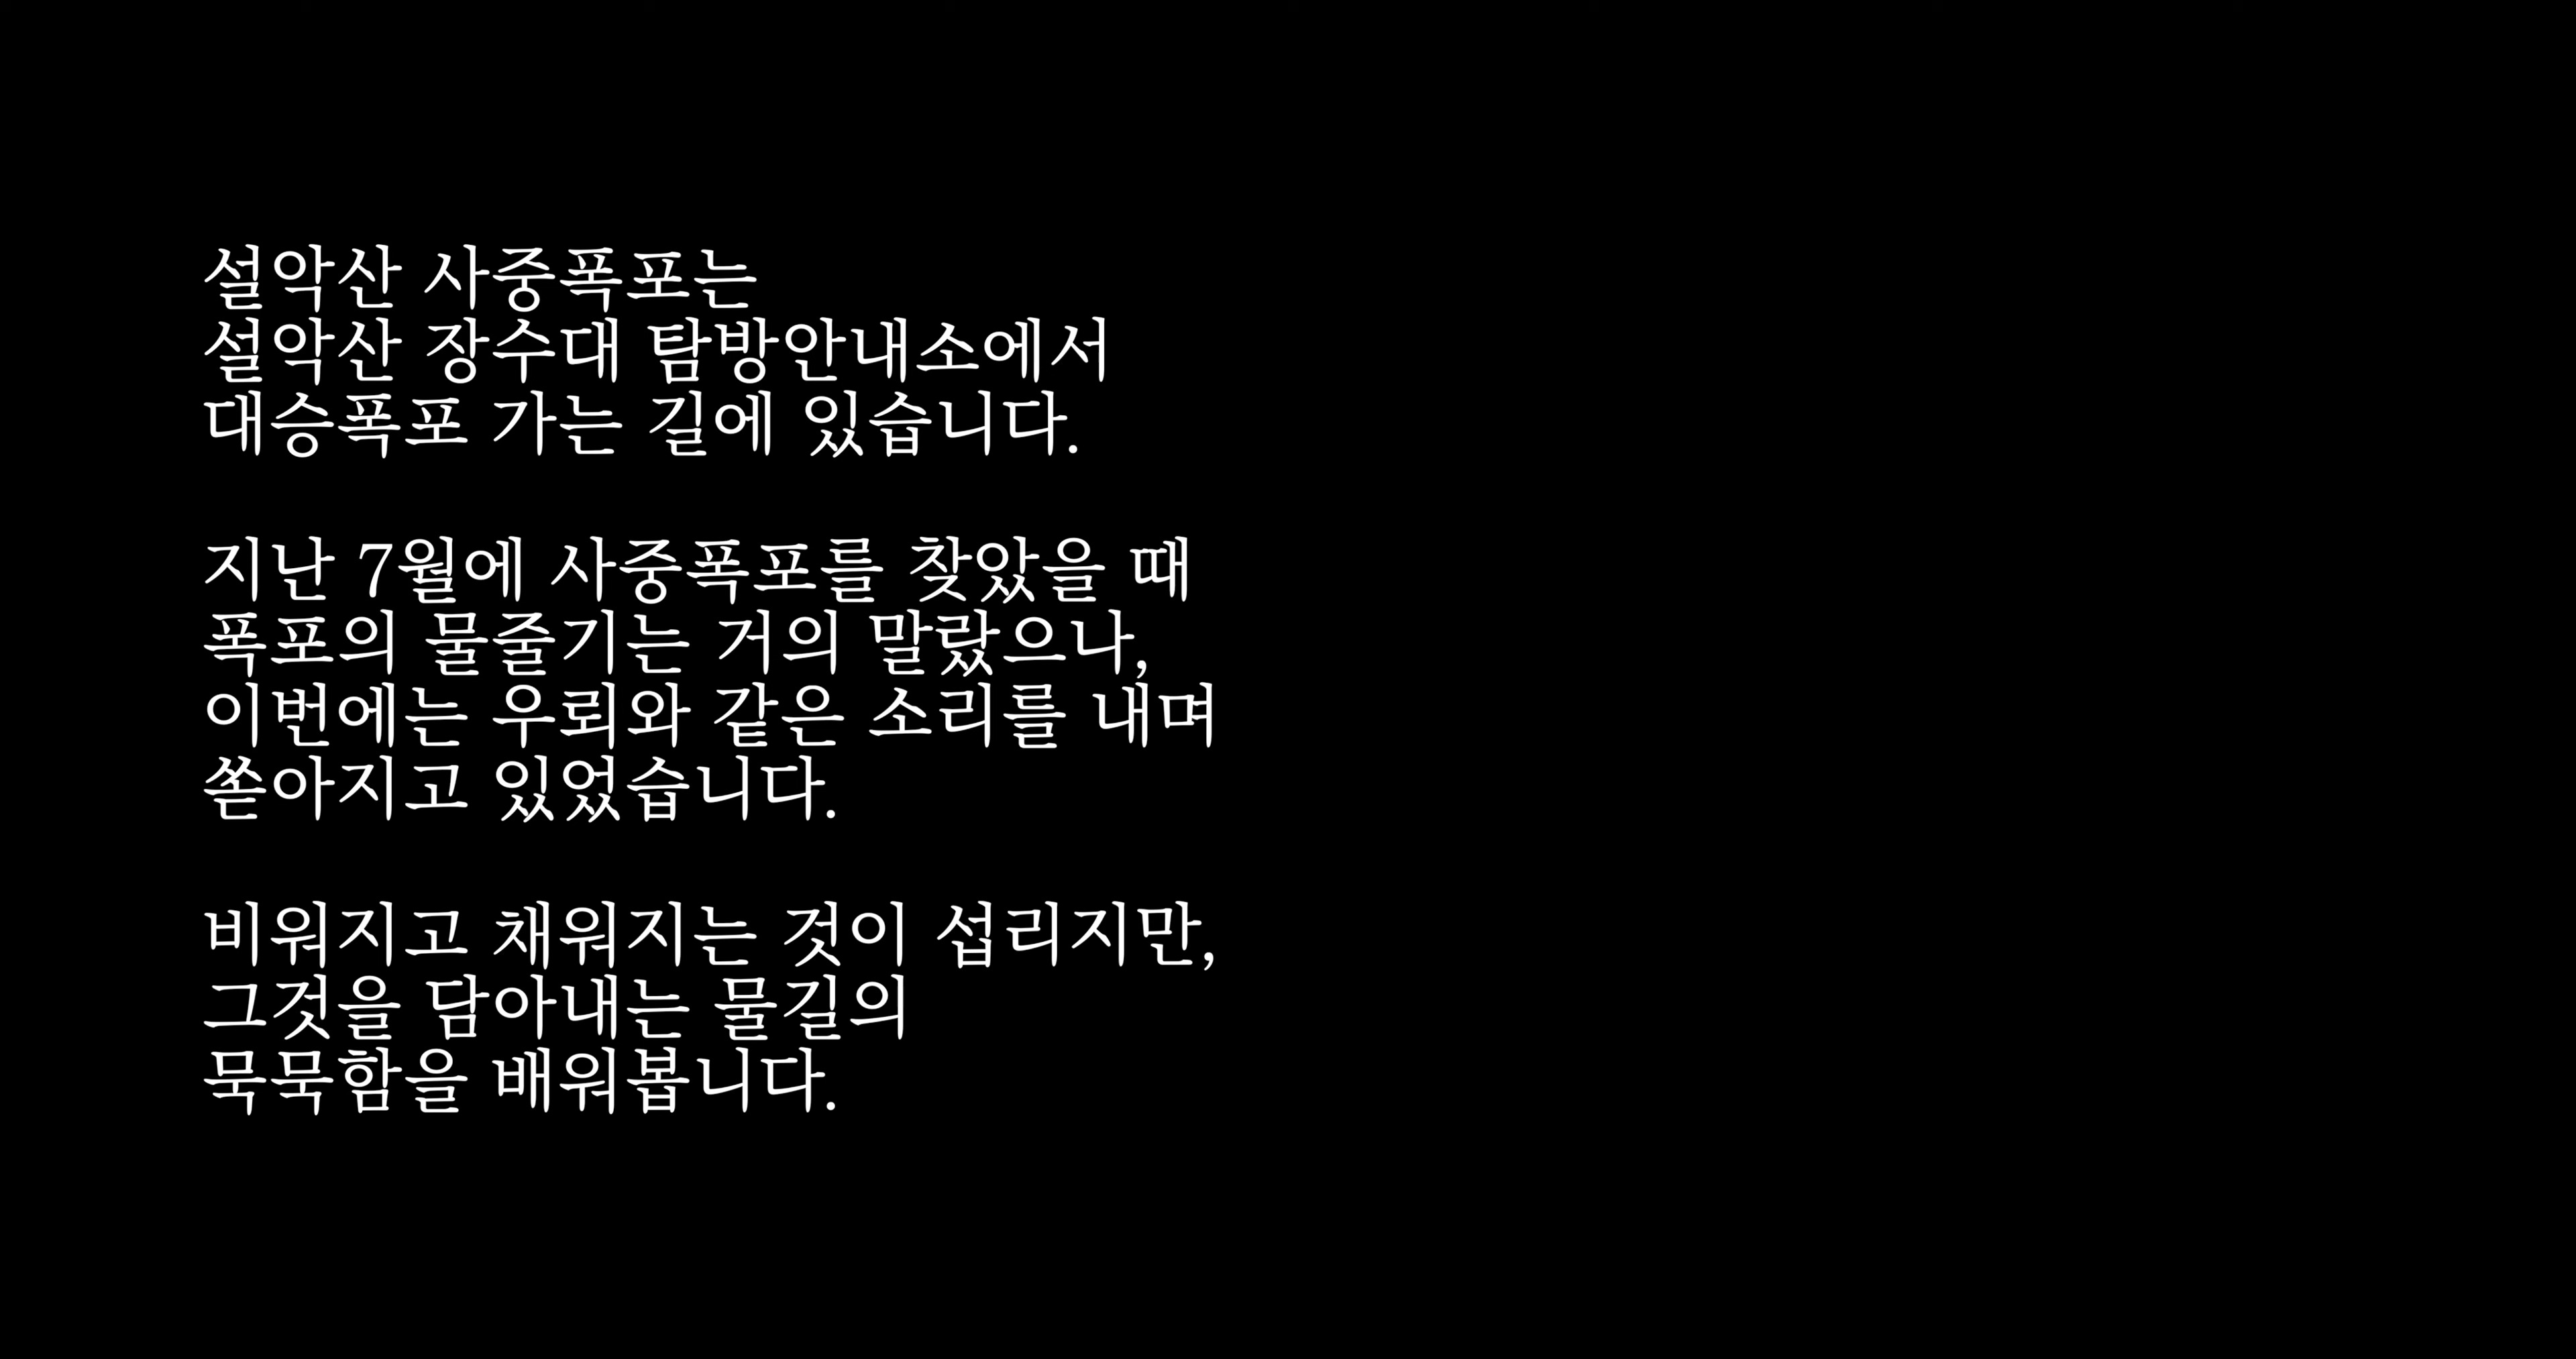 설악산 사중폭포는
설악산 장수대 탐방안내소에서
대승폭포 가는 길에 있습니다.
지난 7월에 사중폭포를 찾았을 때
폭포의 물줄기는 거의 말랐으나,
이번에는 우뢰와 같은 소리를 내며
쏟아지고 있었습니다.
비워지고 채워지는 것이 섭리지만,
그것을 담아내는 물길의
묵묵함을 배워봅니다.